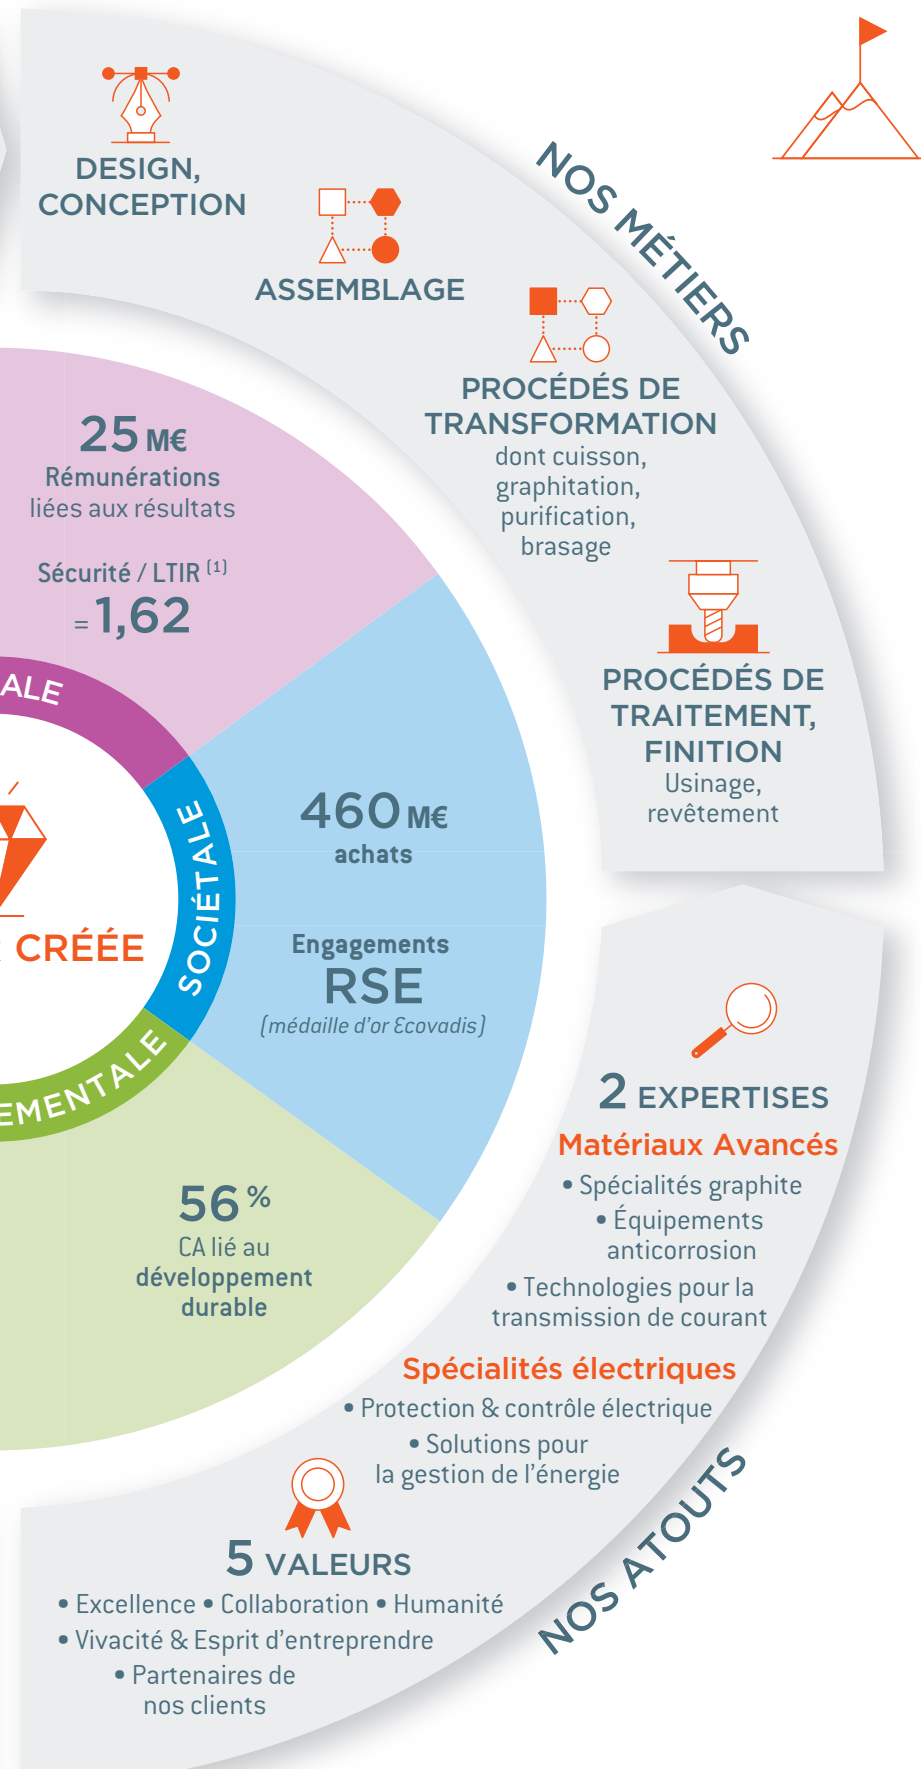 NOS MÉTIERS
DESIGN,
CONCEPTION
ASSEMBLAGE
PROCÉDÉS DE
TRANSFORMATION
dont cuisson,
graphitation,
purification,
brasage
PROCÉDÉS DE
TRAITEMENT,
FINITION
Usinage,
revêtement
25 M€
Rémunérations
liées aux résultats
Sécurité / LTIR (1)
= 1,62
ALE
SOCIÉTALE
460 M€
achats
Engagements
RSE
(médaille d'or Ecovadis)
CRÉÉE
EMENTALE
56 %
CA lié au
développement
durable
2 EXPERTISES
Matériaux Avancés
• Spécialités graphite
• Équipements
anticorrosion
• Technologies pour la
transmission de courant
Spécialités électriques
• Protection & contrôle électrique
• Solutions pour
la gestion de l'énergie
5 VALEURS
• Excellence • Collaboration • Humanité
• Vivacité & Esprit d'entreprendre
• Partenaires de
nos clients
NOS ATOUTS